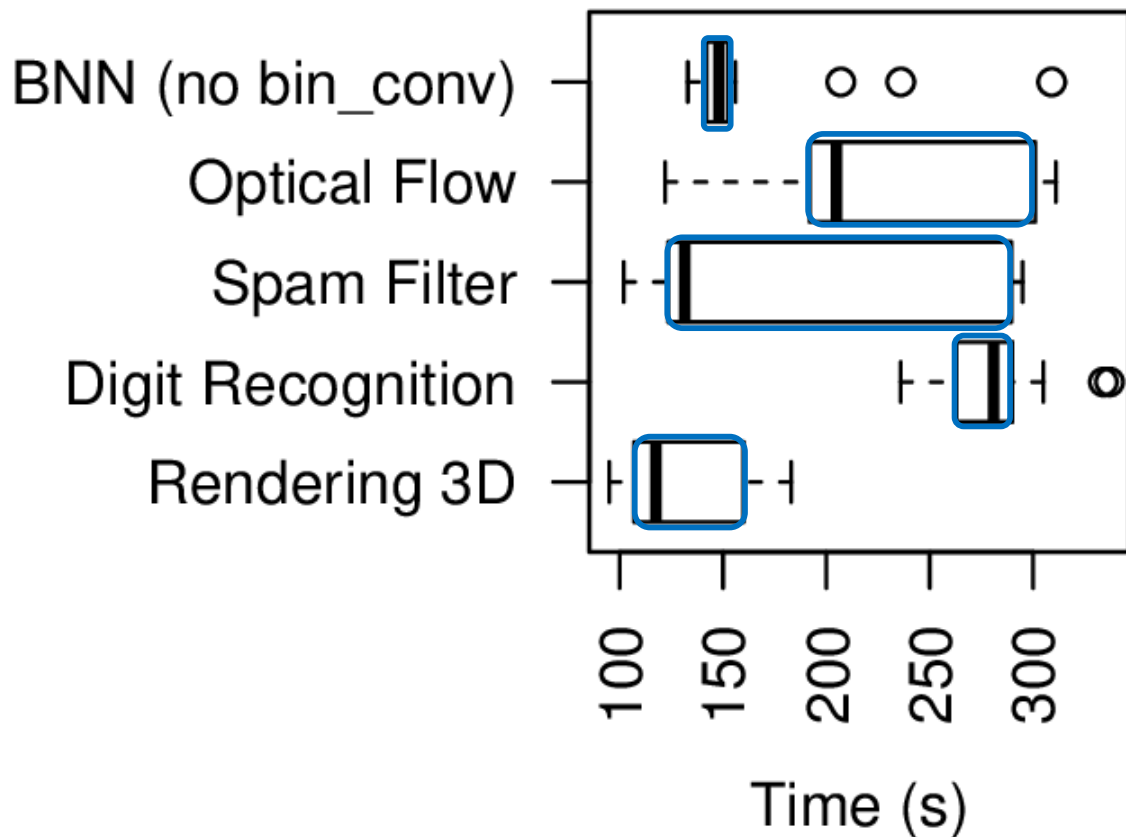 BNN (no bin_conv)
Optical Flow
Spam Filter
Digit Recognition
Rendering 3D
100
150
200
250
300
Time (s)